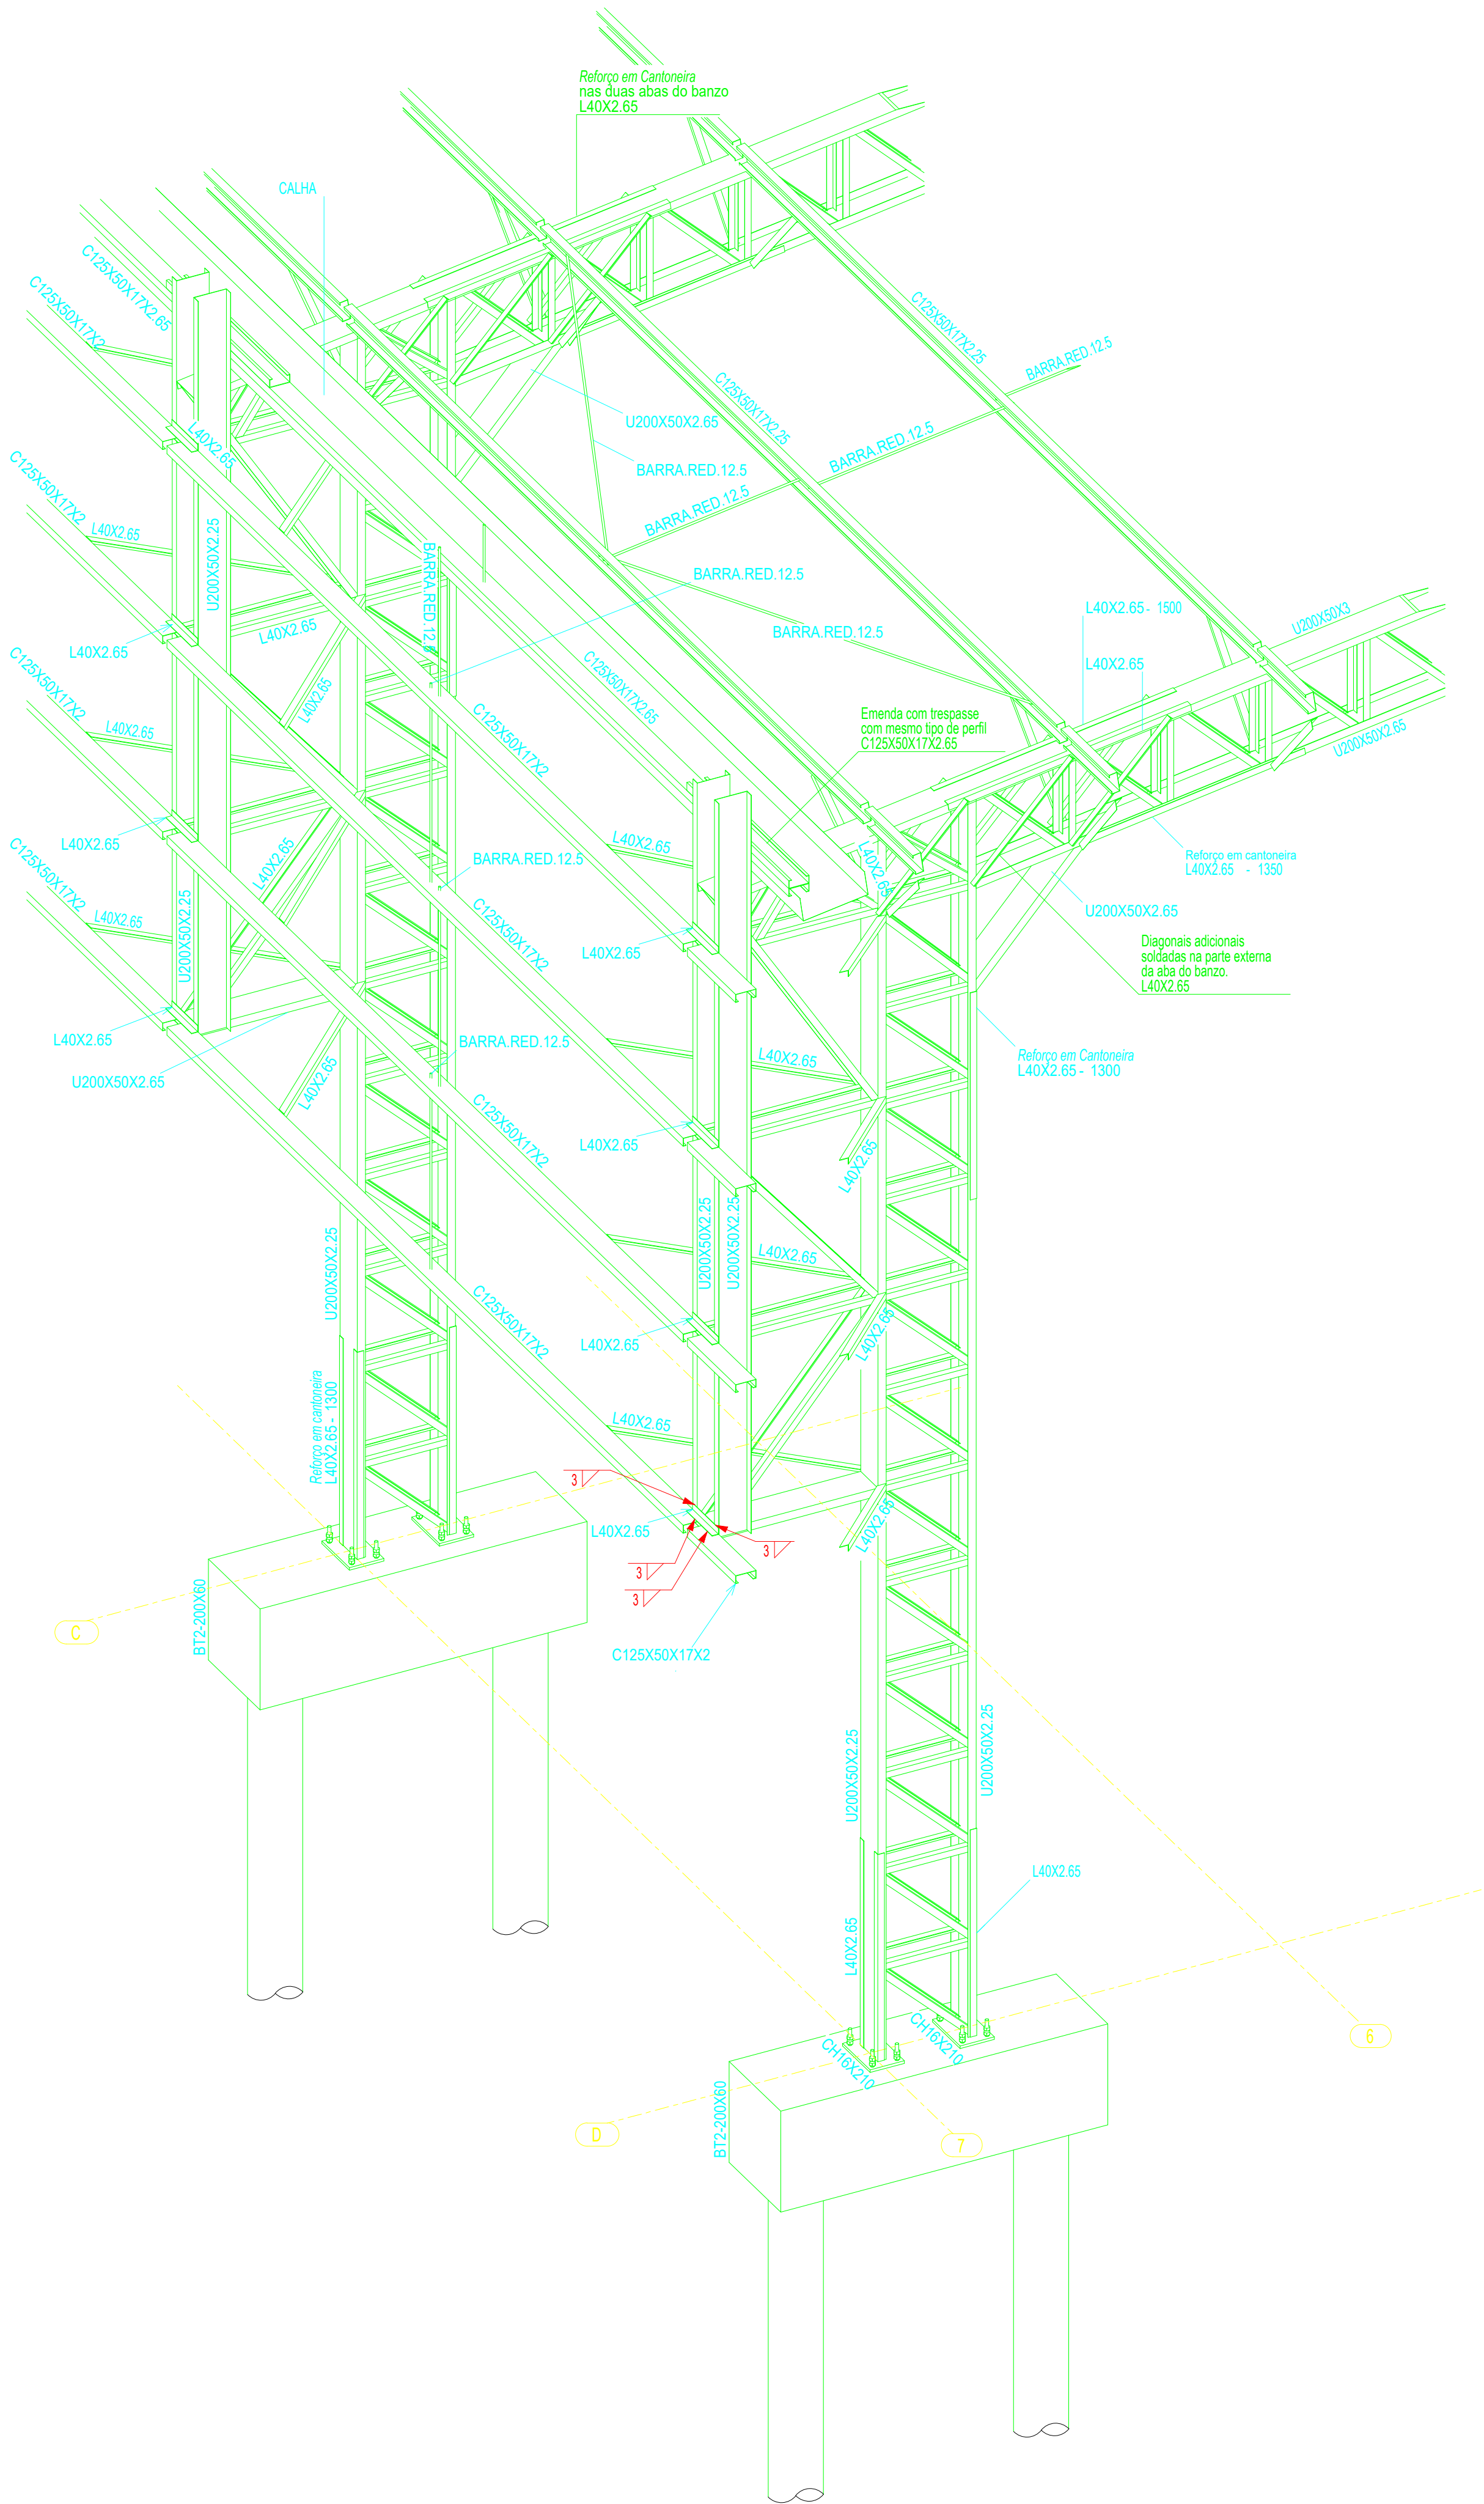 Reforço em Cantoneira
nas duas abas do banzo
L40X2.65
CALHA
C125X50X17X2.65
C125X50X17X2
L40X2.65
C125X50X17X2.25
C125X50X17X2.25
BARRA.RED.12.5
U200X50X2.65
BARRA.RED.12.5
BARRA.RED.12.5
BARRA.RED.12.5
C125X50X17X2
L40X2.65
U200X50X2.25
BARRA.RED.12.5
BARRA.RED.12.5
L40X2.65 - 1500
U200X50X3
BARRA.RED.12.5
L40X2.65
L40X2.65
L40X2.65
C125X50X17X2
L40X2.65
L40X2.65
C125X50X17X2.65
C125X50X17X2
Emenda com trespasse
com mesmo tipo de perfil
C125X50X17X2.65
U200X50X2.65
L40X2.65
L40X2.65
BARRA.RED.12.5
L40X2.65
L40X2.65
Reforço em cantoneira
L40X2.65 - 1350
C125X50X17X2
L40X2.65
U200X50X2.25
C125X50X17X2
L40X2.65
U200X50X2.65
Diagonais adicionais
soldadas na parte externa
da aba do banzo.
L40X2.65
L40X2.65
BARRA.RED.12.5
L40X2.65
Reforço em Cantoneira
L40X2.65 - 1300
U200X50X2.65
L40X2.65
C125X50X17X2
L40X2.65
L40X2.65
U200X50X2.25
U200X50X2.25
U200X50X2.25
L40X2.65
C125X50X17X2
L40X2.65
L40X2.65
Reforço em cantoneira
L40X2.65 - 1300
L40X2.65
3
L40X2.65
L40X2.65
3
3
3
BT2-200X60
C
C125X50X17X2
U200X50X2.25
U200X50X2.25
L40X2.65
L40X2.65
6
CH16X210
CH16X210
BT2-200X60
D
7